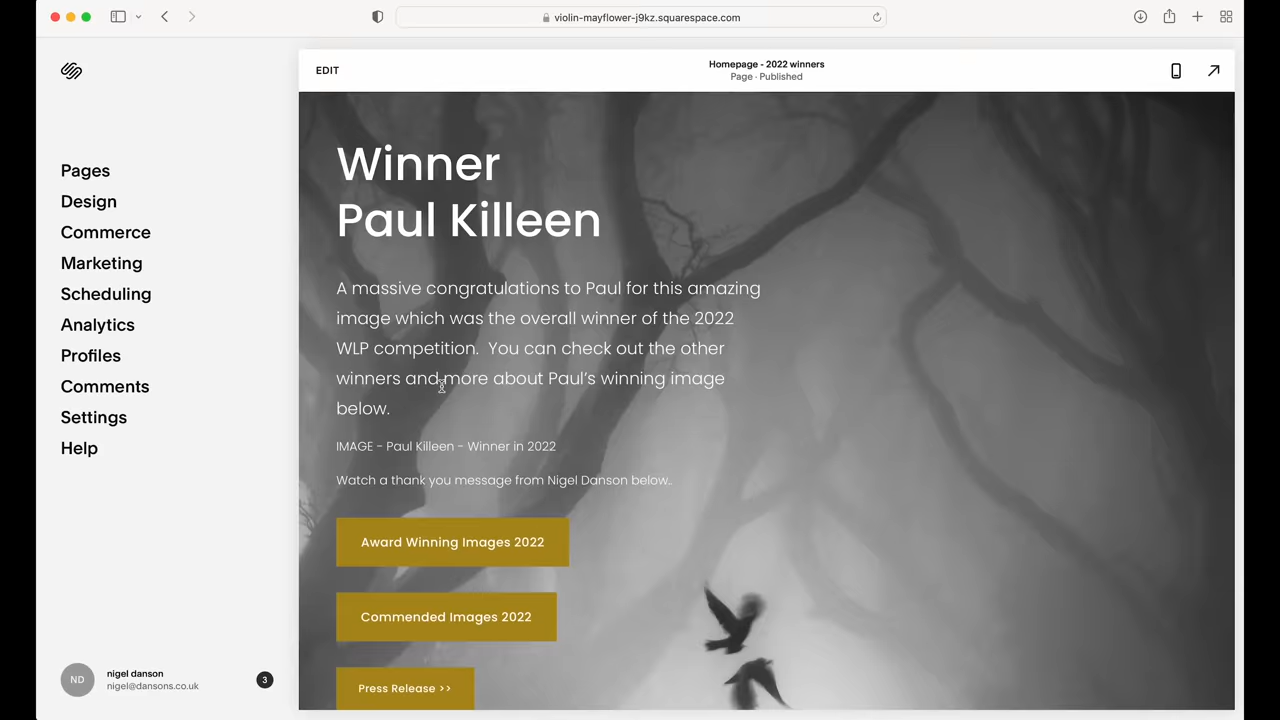 violin-mayflower-j9kz.squarespace.com
EDIT
Homepage - 2022 winners
Page · Published
Pages
Design
Commerce
Marketing
Scheduling
Analytics
Profiles
Comments
Settings
Help
ND
nigel danson
nigel@dansons.co.uk
3
Winner
Paul Killeen
A massive congratulations to Paul for this amazing
image which was the overall winner of the 2022
WLP competition.  You can check out the other
winners and more about Paul's winning image
below.
IMAGE - Paul Killeen - Winner in 2022
Watch a thank you message from Nigel Danson below..
Award Winning Images 2022
Commended Images 2022
Press Release >>